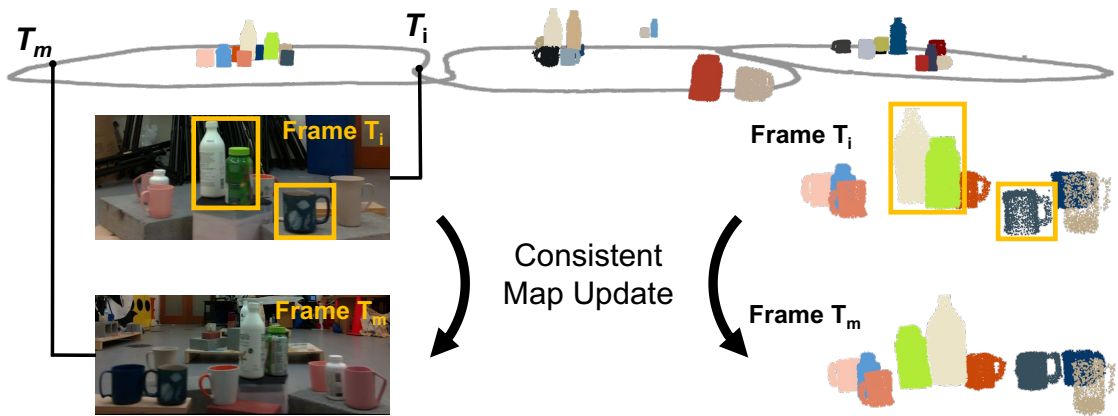 Tm
Ti
Frame Ti
Frame Ti
Consistent
Map Update
Frame Tm
Frame Tm